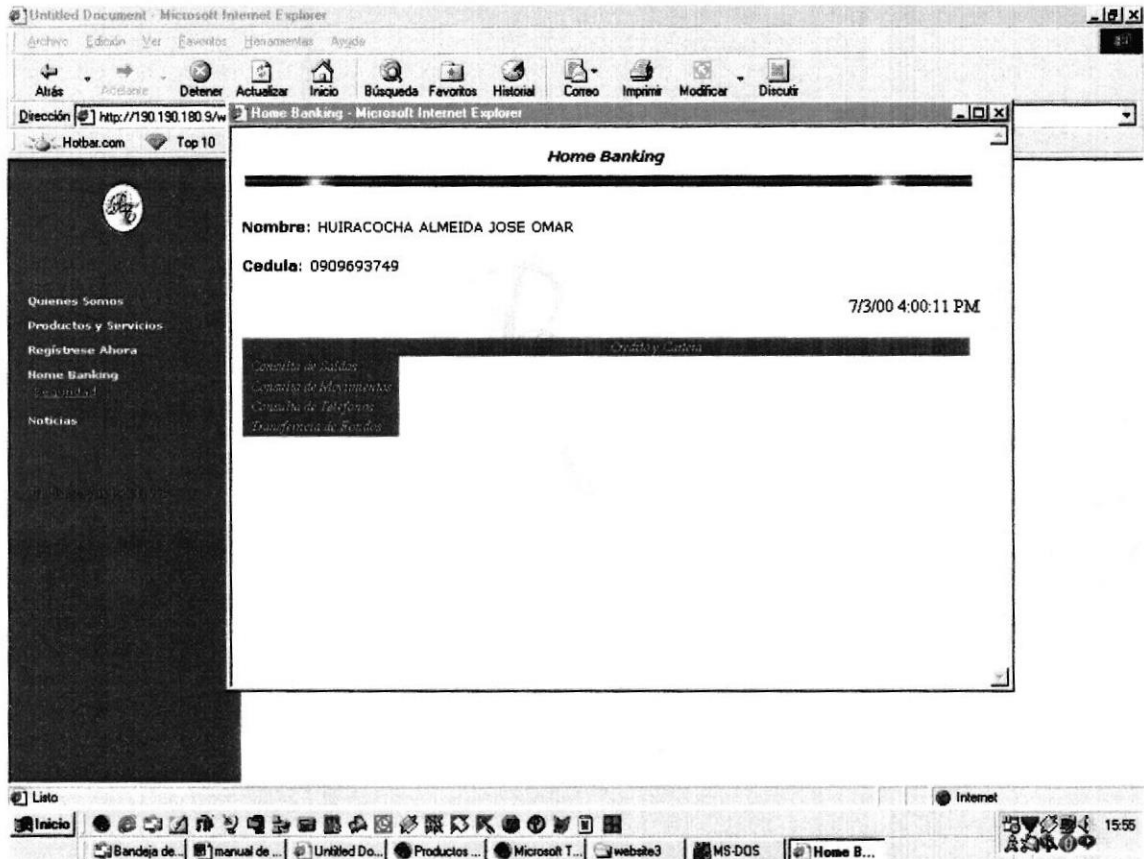 Untitled Document - Microsoft Internet Explorer
Archivo Edición Ver Favoritos Herramientas Ayuda
Atrás Adelante Detener Actualizar Inicio Búsqueda Favoritos Historial Correo Imprimir Modificar Discutir
Dirección http://190.190.180.9/w
Hotbar.com Top 10
Home Banking - Microsoft Internet Explorer
Home Banking
Nombre: HUIRACOCHA ALMEIDA JOSE OMAR
Cedula: 0909693749
7/3/00 4:00:11 PM
Credito y Cartera
Consulta de Saldos
Consulta de Movimientos
Consulta de Telefonos
Transferencia de Fondos
Quienes Somos
Productos y Servicios
Regístrese Ahora
Home Banking
Seguridad
Noticias
Listo
Internet
Inicio
15:55
Bandeja de... manual de ... Untitled Do... Productos ... Microsoft T... website3 MS-DOS Home B...